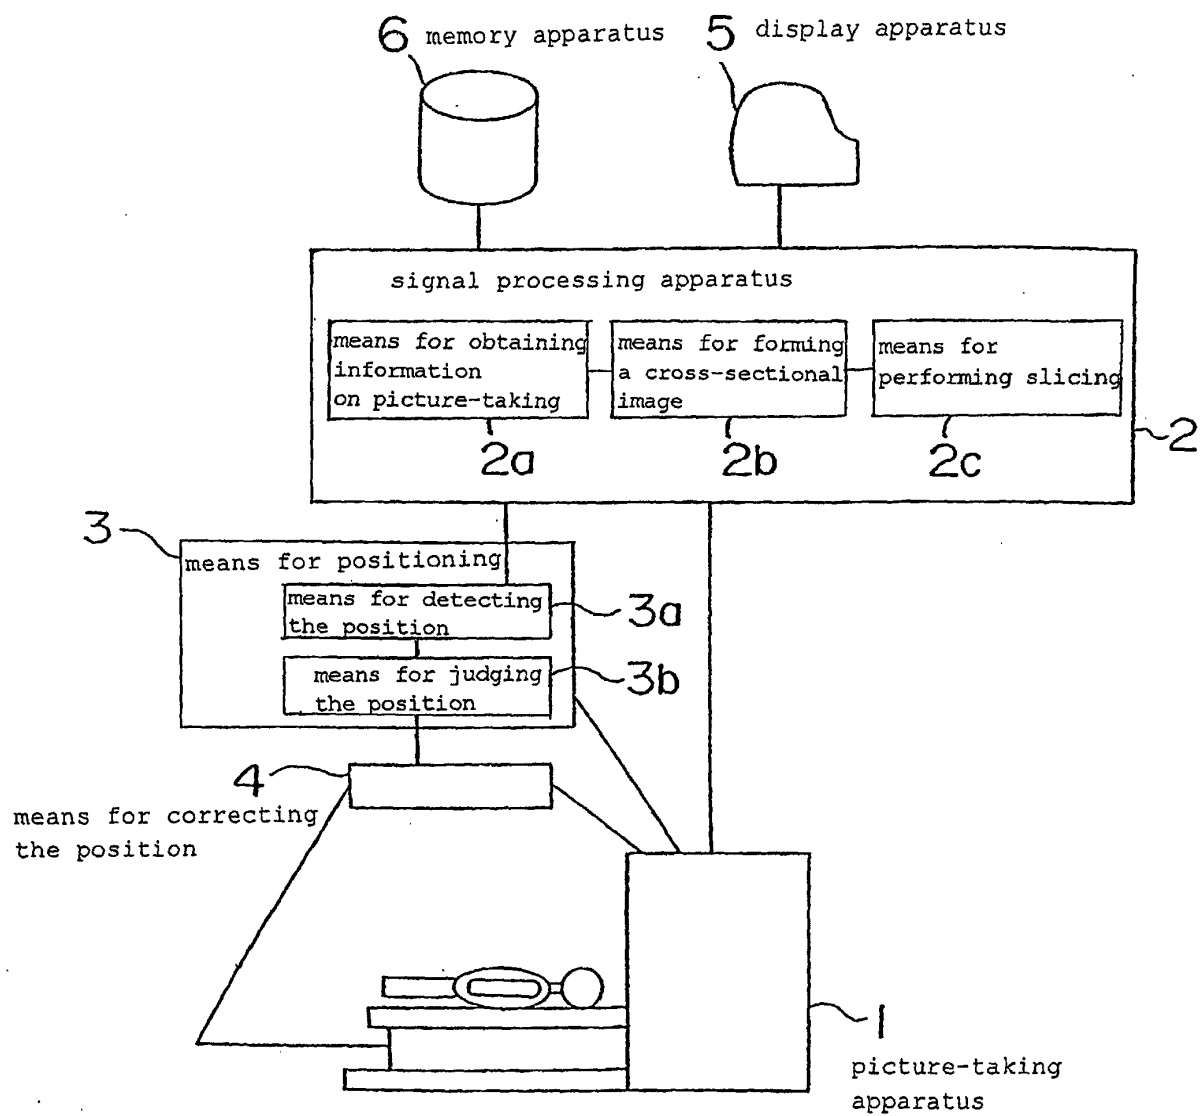 6 memory apparatus
5 display apparatus
signal processing apparatus
means for obtaining
information
on picture-taking
means for forming
a cross-sectional
image
means for
performing slicing
2a
2b
2c
2
3
means for positioning
means for detecting
the position
3a
means for judging
the position
3b
4
means for correcting
the position
1
picture-taking
apparatus